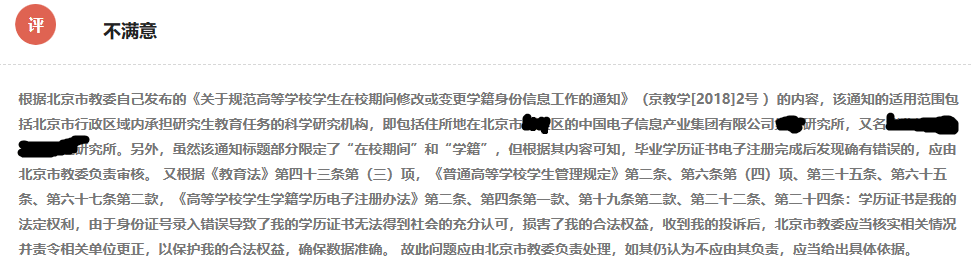 评
不满意
根据北京市教委自己发布的《关于规范高等学校学生在校期间修改或变更学籍身份信息工作的通知》（京教学[2018]2号 ）的内容，该通知的适用范围包
括北京市行政区域内承担研究生教育任务的科学研究机构，即包括住所地在北京市区的中国电子信息产业集团有限公司研究所，又名
研究所。另外，虽然该通知标题部分限定了“在校期间”和“学籍”，但根据其内容可知，毕业学历证书电子注册完成后发现确有错误的，应由
北京市教委负责审核。 又根据《教育法》第四十三条第（三）项，《普通高等学校学生管理规定》第二条、第六条第（四）项、第三十五条、第六十五
条、第六十七条第二款，《高等学校学生学籍学历电子注册办法》第二条、第四条第一款、第十九条第二款、第二十二条、第二十四条：学历证书是我的
法定权利，由于身份证号录入错误导致了我的学历证书无法得到社会的充分认可，损害了我的合法权益，收到我的投诉后，北京市教委应当核实相关情况
并责令相关单位更正，以保护我的合法权益，确保数据准确。 故此问题应由北京市教委负责处理，如其仍认为不应由其负责，应当给出具体依据。